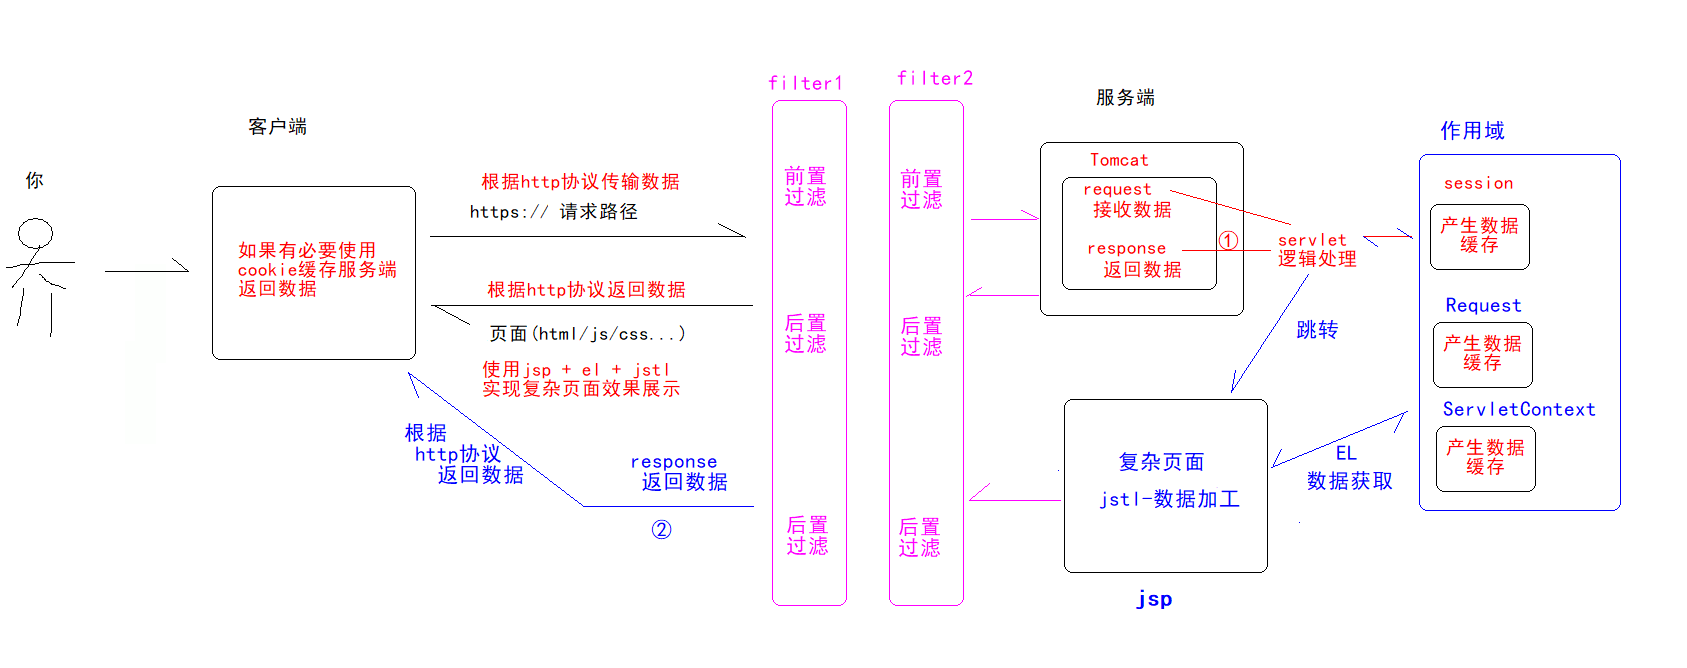 你
客户端
如果有必要使用
cookie缓存服务端
返回数据
根据http协议传输数据
https:// 请求路径
根据http协议返回数据
页面(html/js/css...)
使用jsp + el + jstl
实现复杂页面效果展示
根据
http协议
返回数据
response
返回数据
②
filter1
前置
过滤
后置
过滤
后置
过滤
filter2
前置
过滤
后置
过滤
后置
过滤
服务端
Tomcat
request
接收数据
response
返回数据
①
servlet
逻辑处理
跳转
复杂页面
jstl-数据加工
jsp
EL
数据获取
作用域
session
产生数据
缓存
Request
产生数据
缓存
ServletContext
产生数据
缓存